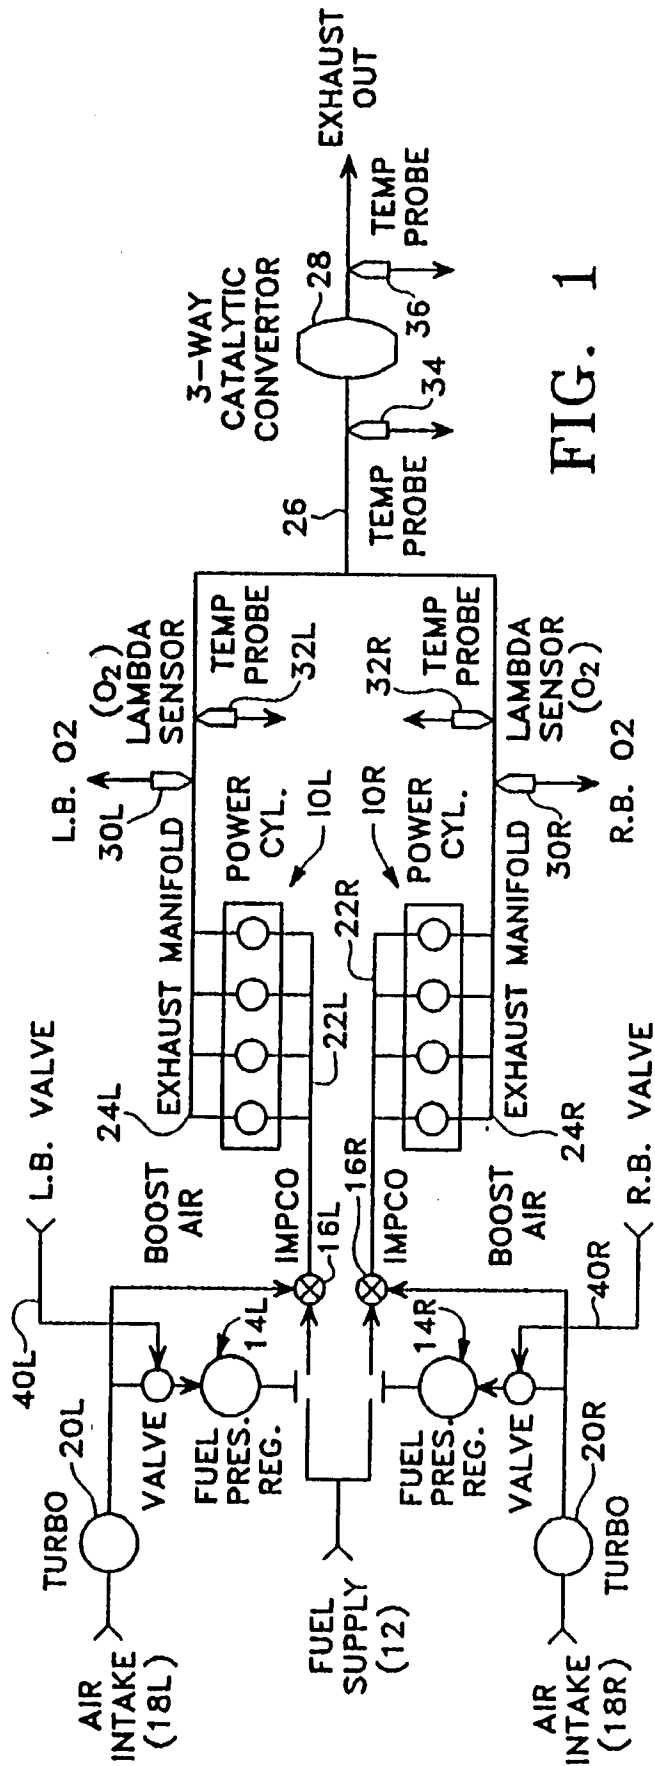 AIR
INTAKE
(18L)
TURBO
20L
40L
L.B. VALVE
VALVE
FUEL
PRES.
REG.
14L
BOOST
AIR
IMPCO
16L
24L
EXHAUST MANIFOLD
22L
L.B. O2
30L
(O2)
LAMBDA
SENSOR
POWER
CYL.
10L
TEMP
PROBE
32L
FUEL
SUPPLY
(12)
FUEL
PRES.
REG.
14R
16R
IMPCO
22R
10R
POWER
CYL.
32R
TEMP
PROBE
AIR
INTAKE
(18R)
TURBO
20R
VALVE
40R
R.B. VALVE
BOOST
AIR
24R
EXHAUST MANIFOLD
30R
R.B. O2
LAMBDA
SENSOR
(O2)
26
TEMP
PROBE
34
3-WAY
CATALYTIC
CONVERTOR
28
36
TEMP
PROBE
EXHAUST
OUT
FIG. 1